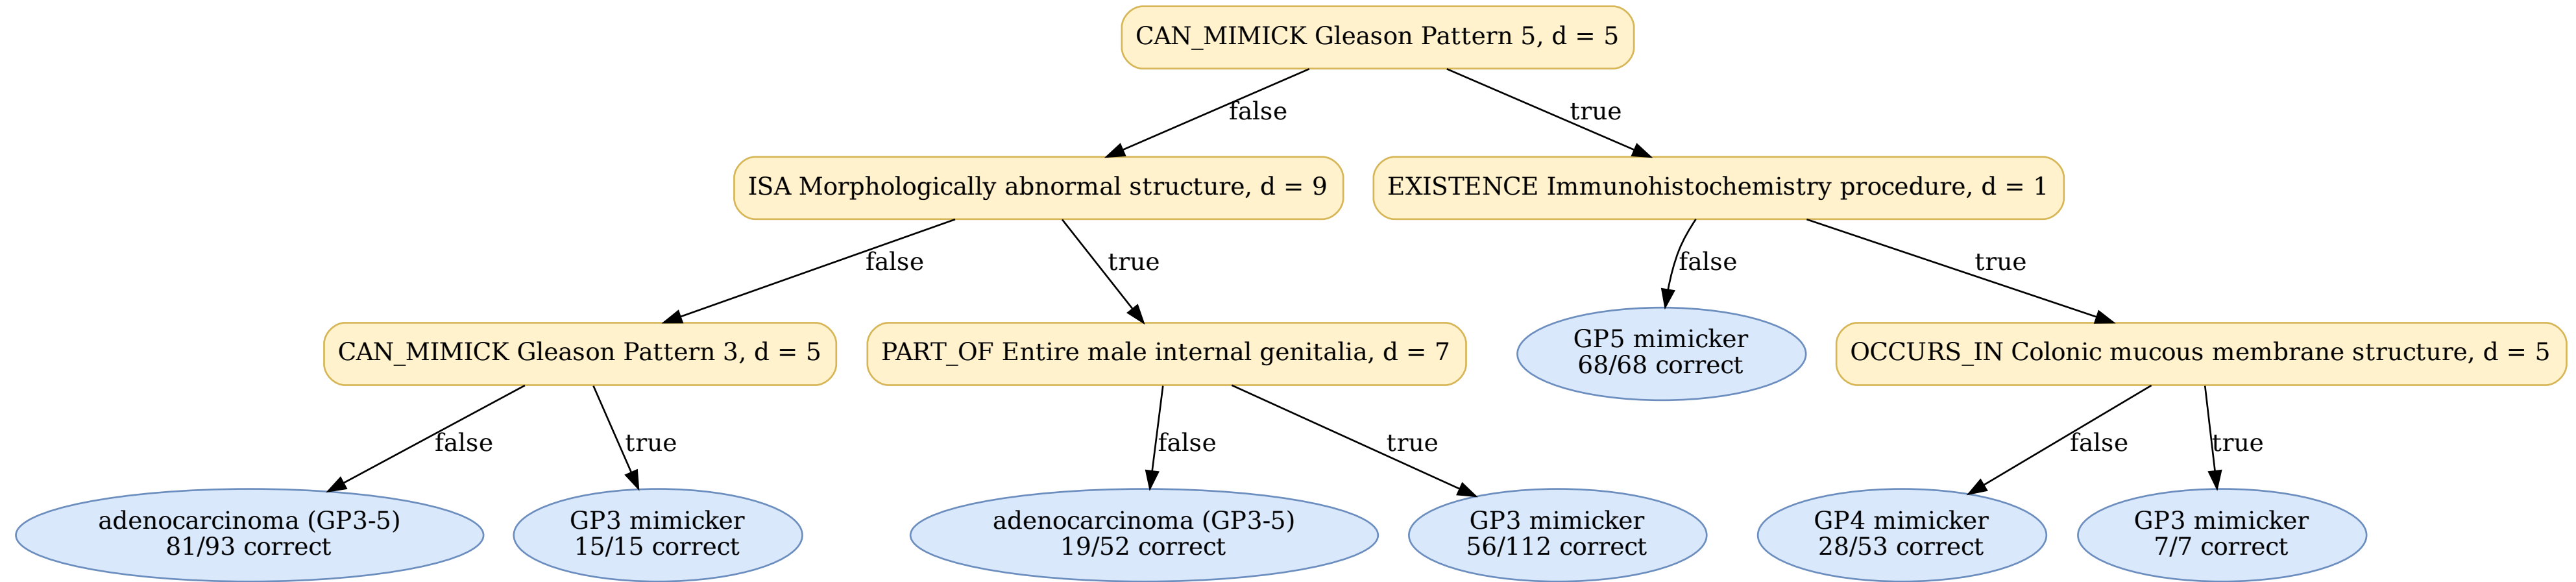 CAN_MIMICK Gleason Pattern 5, d = 5
false
true
ISA Morphologically abnormal structure, d = 9
EXISTENCE Immunohistochemistry procedure, d = 1
false
true
false
true
CAN_MIMICK Gleason Pattern 3, d = 5
PART_OF Entire male internal genitalia, d = 7
GP5 mimicker
68/68 correct
OCCURS_IN Colonic mucous membrane structure, d = 5
false
true
false
true
false
true
adenocarcinoma (GP3-5)
81/93 correct
GP3 mimicker
15/15 correct
adenocarcinoma (GP3-5)
19/52 correct
GP3 mimicker
56/112 correct
GP4 mimicker
28/53 correct
GP3 mimicker
7/7 correct